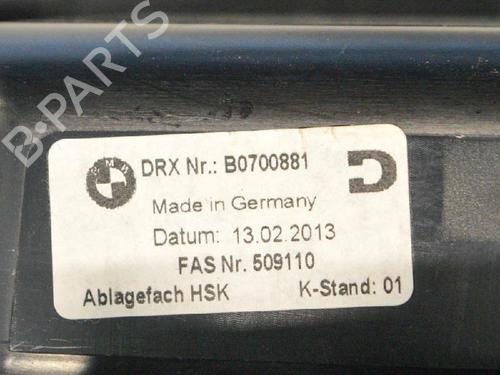 B-PARTS
DRX Nr.: B0700881
Made in Germany
Datum: 13.02.2013
FAS Nr. 509110
Ablagefach HSK K-Stand: 01